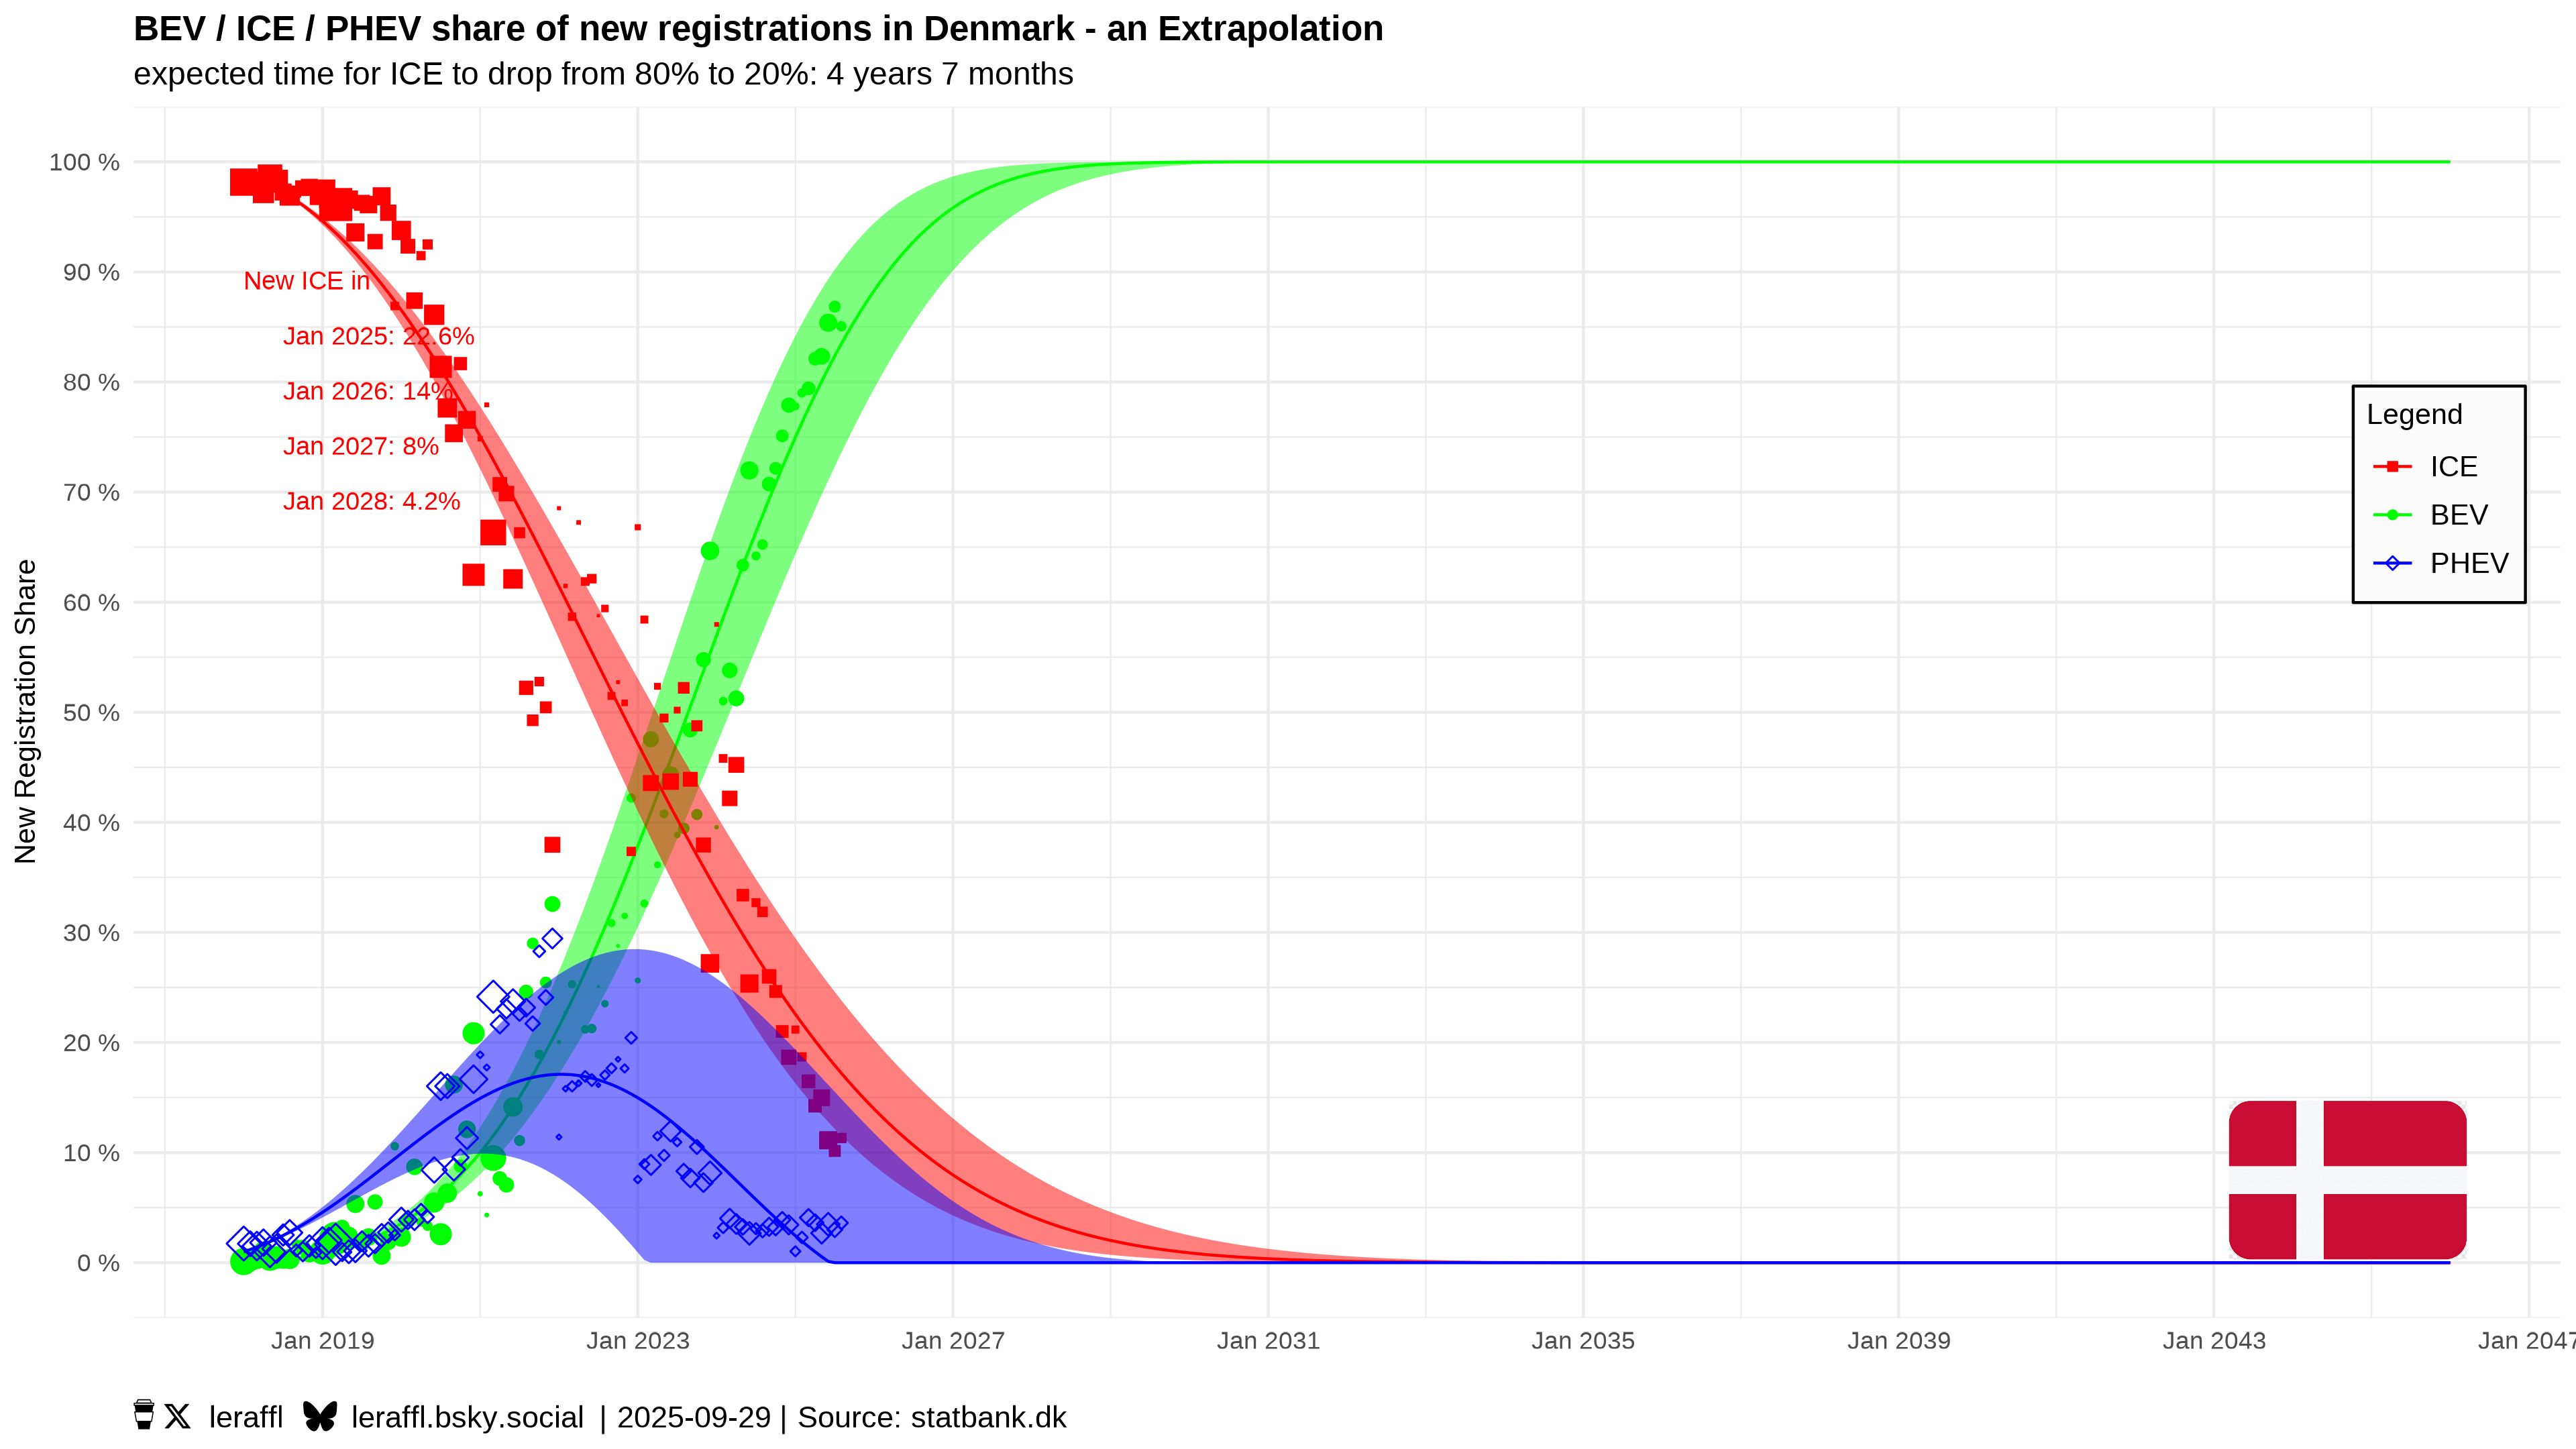 BEV / ICE / PHEV share of new registrations in Denmark - an Extrapolation
expected time for ICE to drop from 80% to 20%: 4 years 7 months
New Registration Share
100 %
90 %
80 %
70 %
60 %
50 %
40 %
30 %
20 %
10 %
0 %
New ICE in
Jan 2025: 22.6%
Jan 2026: 14%
Jan 2027: 8%
Jan 2028: 4.2%
Legend
ICE
BEV
PHEV
Jan 2019
Jan 2023
Jan 2027
Jan 2031
Jan 2035
Jan 2039
Jan 2043
Jan 2047
leraffl leraffl.bsky.social | 2025-09-29 | Source: statbank.dk